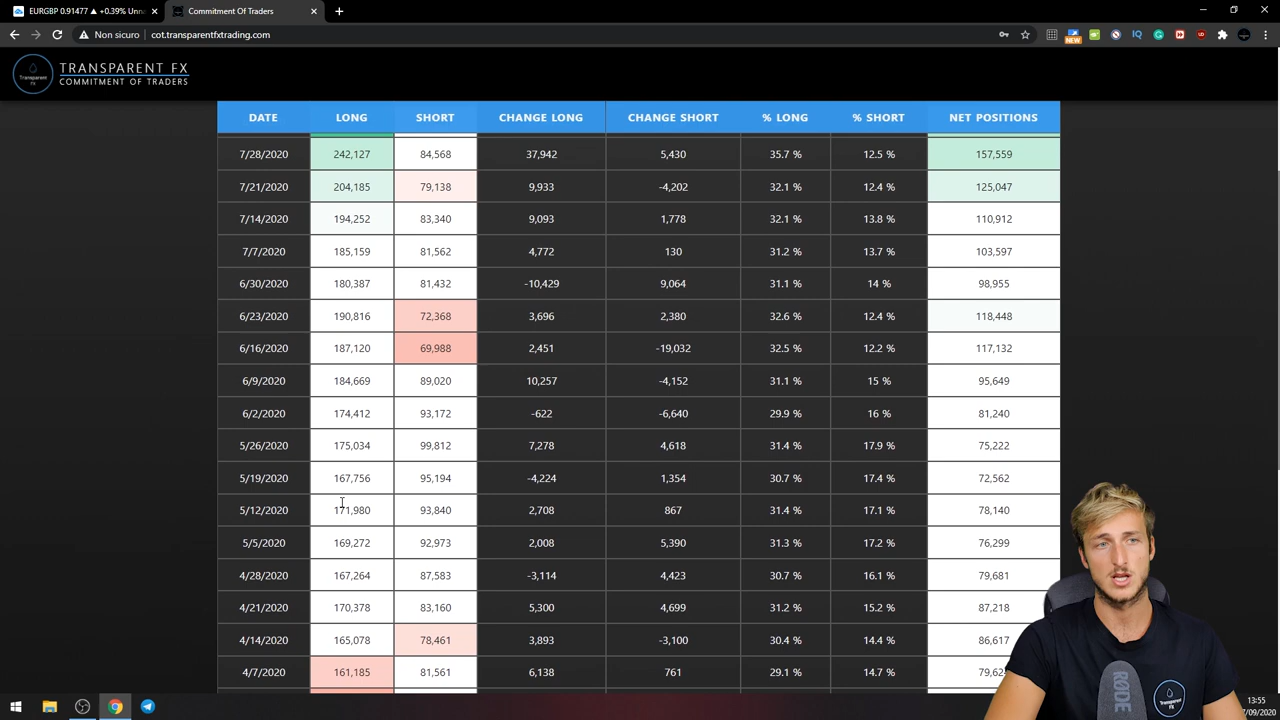 EURGBP 0.91477 ▲ +0.39% Unna
Commitment Of Traders
Non sicuro cot.transparentfxtrading.com
NEW
TRANSPARENT FX
COMMITMENT OF TRADERS
DATE LONG SHORT CHANGE LONG CHANGE SHORT % LONG % SHORT NET POSITIONS
7/28/2020 242,127 84,568 37,942 5,430 35.7 % 12.5 % 157,559
7/21/2020 204,185 79,138 9,933 -4,202 32.1 % 12.4 % 125,047
7/14/2020 194,252 83,340 9,093 1,778 32.1 % 13.8 % 110,912
7/7/2020 185,159 81,562 4,772 130 31.2 % 13.7 % 103,597
6/30/2020 180,387 81,432 -10,429 9,064 31.1 % 14 % 98,955
6/23/2020 190,816 72,368 3,696 2,380 32.6 % 12.4 % 118,448
6/16/2020 187,120 69,988 2,451 -19,032 32.5 % 12.2 % 117,132
6/9/2020 184,669 89,020 10,257 -4,152 31.1 % 15 % 95,649
6/2/2020 174,412 93,172 -622 -6,640 29.9 % 16 % 81,240
5/26/2020 175,034 99,812 7,278 4,618 31.4 % 17.9 % 75,222
5/19/2020 167,756 95,194 -4,224 1,354 30.7 % 17.4 % 72,562
5/12/2020 171,980 93,840 2,708 867 31.4 % 17.1 % 78,140
5/5/2020 169,272 92,973 2,008 5,390 31.3 % 17.2 % 76,299
4/28/2020 167,264 87,583 -3,114 4,423 30.7 % 16.1 % 79,681
4/21/2020 170,378 83,160 5,300 4,699 31.2 % 15.2 % 87,218
4/14/2020 165,078 78,461 3,893 -3,100 30.4 % 14.4 % 86,617
4/7/2020 161,185 81,561 6,138 761 29.1 % 14.7 % 79,62
RØDE
13:55
7/09/2020